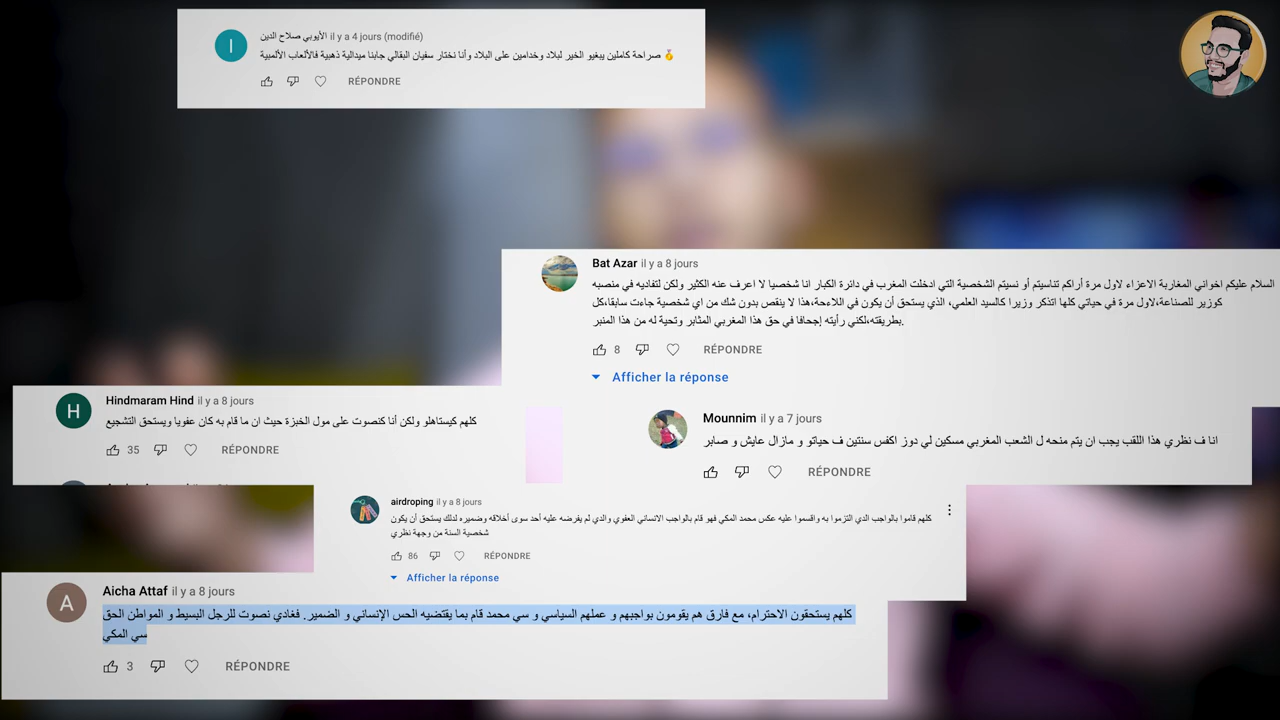 الأيوبي صلاح الدين il y a 4 jours (modifié)
صراحة كاملين يبغيو الخير لبلاد وخدامين على البلاد وأنا نختار سفيان البقالي جابنا ميدالية ذهبية فالألعاب الألمبية 🥇
RÉPONDRE
Bat Azar il y a 8 jours
السلام عليكم اخواني المغاربة الاعزاء لاول مرة أراكم تناسيتم أو نسيتم الشخصية التي ادخلت المغرب في دائرة الكبار انا شخصيا لا اعرف عنه الكثير ولكن لتفاديه في منصبه
كوزير للصناعة،لاول مرة في حياتي كلها اتذكر وزيرا كالسيد العلمي، الذي يستحق أن يكون في اللاءحة،هذا لا ينقص بدون شك من اي شخصية جاءت سابقا،كل
بطريقته،لكني رأيته إجحافا في حق هذا المغربي المثابر وتحية له من هذا المنبر.
8 RÉPONDRE
Afficher la réponse
H
Hindmaram Hind il y a 8 jours
كلهم كيستاهلو ولكن أنا كنصوت على مول الخبزة حيث ان ما قام به كان عفويا ويستحق التشجيع
35 RÉPONDRE
Mounnim il y a 7 jours
انا ف نظري هذا اللقب يجب ان يتم منحه ل الشعب المغربي مسكين لي دوز اكفس سنتين ف حياتو و مازال عايش و صابر
RÉPONDRE
airdroping il y a 8 jours
كلهم قاموا بالواجب الذي التزموا به واقسموا عليه عكس محمد المكي فهو قام بالواجب الانساني العفوي والذي لم يفرضه عليه أحد سوى أخلاقه وضميره لذلك يستحق أن يكون
شخصية السنة من وجهة نظري
86 RÉPONDRE
Afficher la réponse
A
Aicha Attaf il y a 8 jours
كلهم يستحقون الاحترام، مع فارق هم يقومون بواجبهم و عملهم السياسي و سي محمد قام بما يقتضيه الحس الإنساني و الضمير. فغادي نصوت للرجل البسيط و المواطن الحق
سي المكي
3 RÉPONDRE